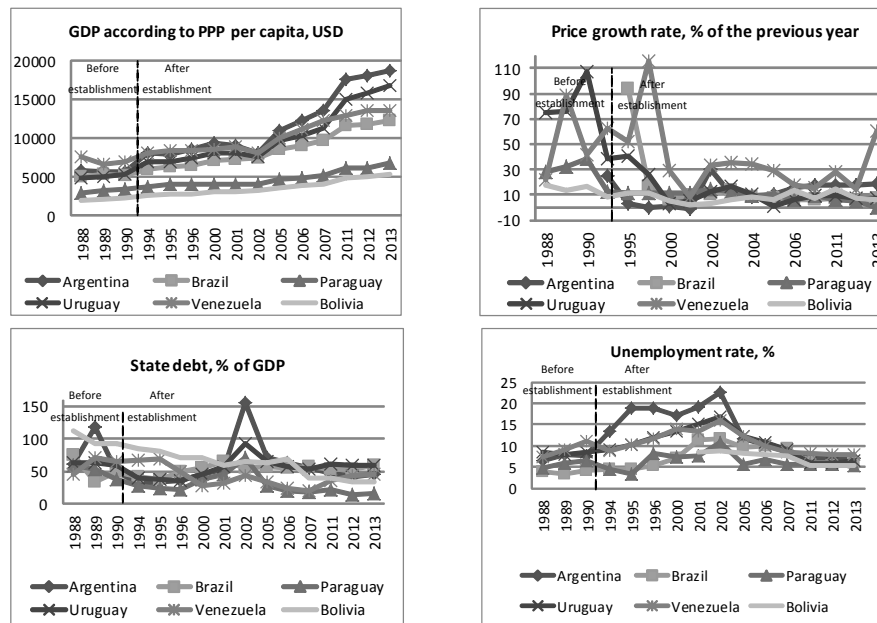 GDP according to PPP per capita, USD
20000
15000
10000
5000
0
Before
establishment
After
establishment
1988
1989
1990
1994
1995
1996
2000
2001
2002
2005
2006
2007
2011
2012
2013
Argentina
Brazil
Paraguay
Uruguay
Venezuela
Bolivia
Price growth rate, % of the previous year
110
90
70
50
30
10
-10
Before
establishment
After
establishment
1988
1990
1995
2000
2002
2004
2006
2011
2013
Argentina
Brazil
Paraguay
Uruguay
Venezuela
Bolivia
State debt, % of GDP
150
100
50
0
Before
establishment
After
establishment
1988
1989
1990
1994
1995
1996
2000
2001
2002
2005
2006
2007
2011
2012
2013
Argentina
Brazil
Paraguay
Uruguay
Venezuela
Bolivia
Unemployment rate, %
25
20
15
10
5
0
Before
establishment
After
establishment
1988
1989
1990
1994
1995
1996
2000
2001
2002
2005
2006
2007
2011
2012
2013
Argentina
Brazil
Paraguay
Uruguay
Venezuela
Bolivia